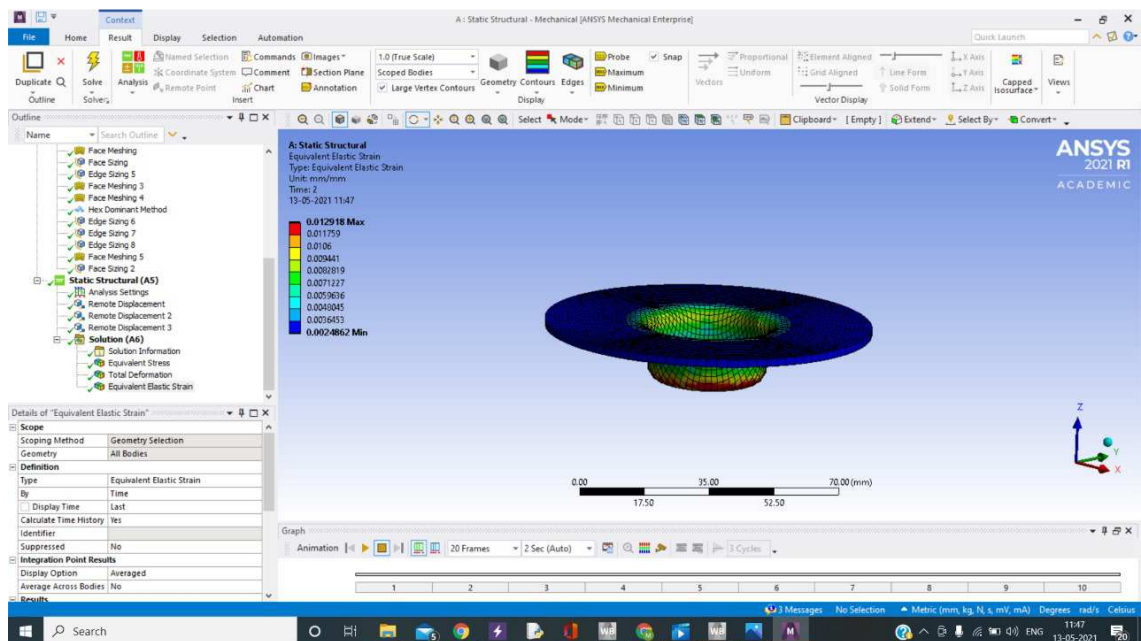 Context
A : Static Structural - Mechanical [ANSYS Mechanical Enterprise]
File Home Result Display Selection Automation
Quick Launch
Duplicate Q
Outline
Solve
Solvers
Analysis
Named Selection
Coordinate System
Remote Point
Commands
Comment
Chart
Images
Section Plane
Annotation
Insert
1.0 (True Scale)
Scoped Bodies
Large Vertex Contours
Geometry Contours Edges
Display
Probe
Maximum
Minimum
Snap
Vectors
Proportional
Uniform
Element Aligned
Grid Aligned
Line Form
Solid Form
X Axis
Y Axis
Z Axis
Vector Display
Capped Isosurface
Views
Outline
Name Search Outline
Select Mode Clipboard [Empty] Extend Select By Convert
Face Meshing
Face Sizing
Edge Sizing 5
Face Meshing 3
Face Meshing 4
Hex Dominant Method
Edge Sizing 6
Edge Sizing 7
Edge Sizing 8
Face Meshing 5
Face Sizing 2
Static Structural (A5)
Analysis Settings
Remote Displacement
Remote Displacement 2
Remote Displacement 3
Solution (A6)
Solution Information
Equivalent Stress
Total Deformation
Equivalent Elastic Strain
A: Static Structural
Equivalent Elastic Strain
Type: Equivalent Elastic Strain
Unit: mm/mm
Time: 2
13-05-2021 11:47
0.012918 Max
0.011759
0.0106
0.009441
0.0082819
0.0071227
0.0059636
0.0048045
0.0036453
0.0024862 Min
ANSYS
2021 R1
ACADEMIC
Z
Y
X
0.00 35.00 70.00 (mm)
17.50 52.50
Details of "Equivalent Elastic Strain"
Scope
Scoping Method Geometry Selection
Geometry All Bodies
Definition
Type Equivalent Elastic Strain
By Time
Display Time Last
Calculate Time History Yes
Identifier
Suppressed No
Integration Point Results
Display Option Averaged
Average Across Bodies No
Results
Graph
Animation 20 Frames 2 Sec (Auto) 3 Cycles
1 2 3 4 5 6 7 8 9 10
3 Messages No Selection Metric (mm, kg, N, s, mV, mA) Degrees rad/s Celsius
Search
ENG
11:47
13-05-2021